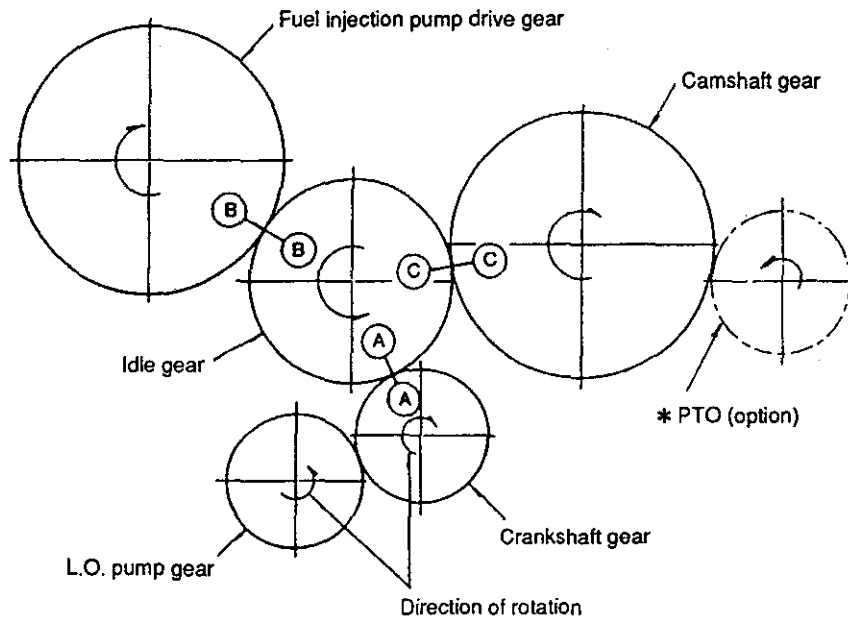 Fuel injection pump drive gear
Camshaft gear
B
B
C
C
A
A
Idle gear
* PTO (option)
Crankshaft gear
L.O. pump gear
Direction of rotation